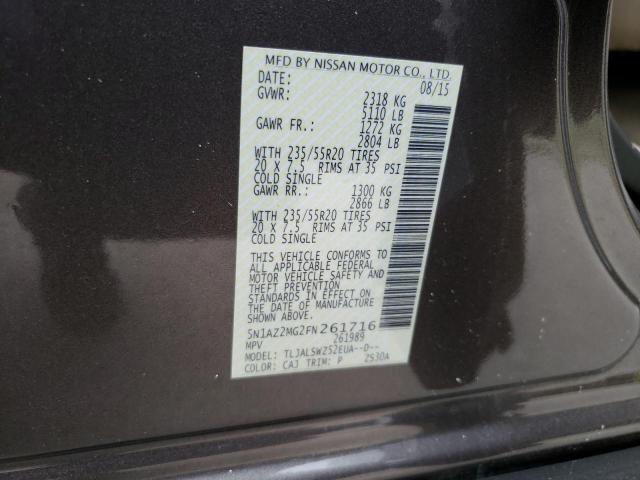 MFD BY NISSAN MOTOR CO., LTD.
DATE: 08/15
GVWR: 2318 KG
5110 LB
GAWR FR.: 1272 KG
2804 LB
WITH 235/55R20 TIRES
20 X 7.5 RIMS AT 35 PSI
COLD SINGLE
GAWR RR.: 1300 KG
2866 LB
WITH 235/55R20 TIRES
20 X 7.5 RIMS AT 35 PSI
COLD SINGLE
THIS VEHICLE CONFORMS TO
ALL APPLICABLE FEDERAL
MOTOR VEHICLE SAFETY AND
THEFT PREVENTION
STANDARDS IN EFFECT ON
THE DATE OF MANUFACTURE
SHOWN ABOVE.
5N1AZ2MG2FN261716
MPV 261989
MODEL: TLJALSWZ52EUA--D--
COLOR: CAJ TRIM: P ZS30A